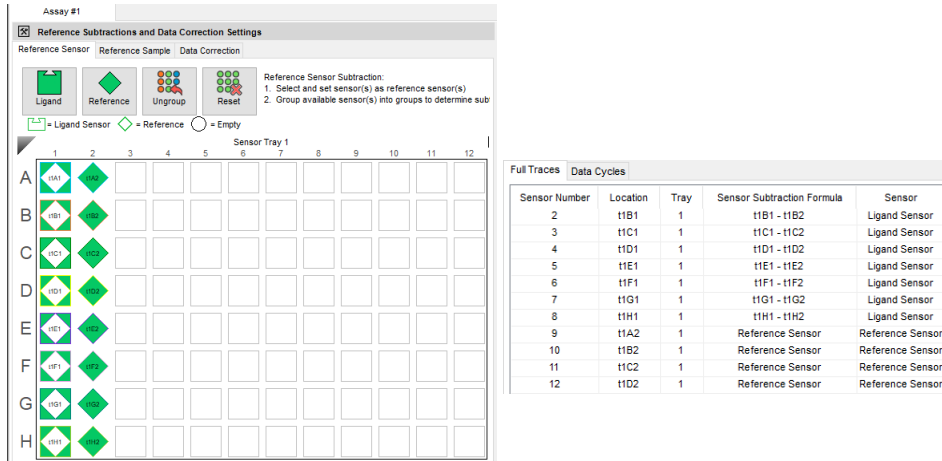 Assay #1
Reference Subtractions and Data Correction Settings
Reference Sensor Reference Sample Data Correction
Ligand Reference Ungroup Reset
Reference Sensor Subtraction:
1. Select and set sensor(s) as reference sensor(s)
2. Group available sensor(s) into groups to determine sub
= Ligand Sensor = Reference = Empty
Sensor Tray 1
1 2 3 4 5 6 7 8 9 10 11 12
A t1A1 t1A2
B t1B1 t1B2
C t1C1 t1C2
D t1D1 t1D2
E t1E1 t1E2
F t1F1 t1F2
G t1G1 t1G2
H t1H1 t1H2
Full Traces Data Cycles
Sensor Number Location Tray Sensor Subtraction Formula Sensor
2 t1B1 1 t1B1 - t1B2 Ligand Sensor
3 t1C1 1 t1C1 - t1C2 Ligand Sensor
4 t1D1 1 t1D1 - t1D2 Ligand Sensor
5 t1E1 1 t1E1 - t1E2 Ligand Sensor
6 t1F1 1 t1F1 - t1F2 Ligand Sensor
7 t1G1 1 t1G1 - t1G2 Ligand Sensor
8 t1H1 1 t1H1 - t1H2 Ligand Sensor
9 t1A2 1 Reference Sensor Reference Sensor
10 t1B2 1 Reference Sensor Reference Sensor
11 t1C2 1 Reference Sensor Reference Sensor
12 t1D2 1 Reference Sensor Reference Sensor